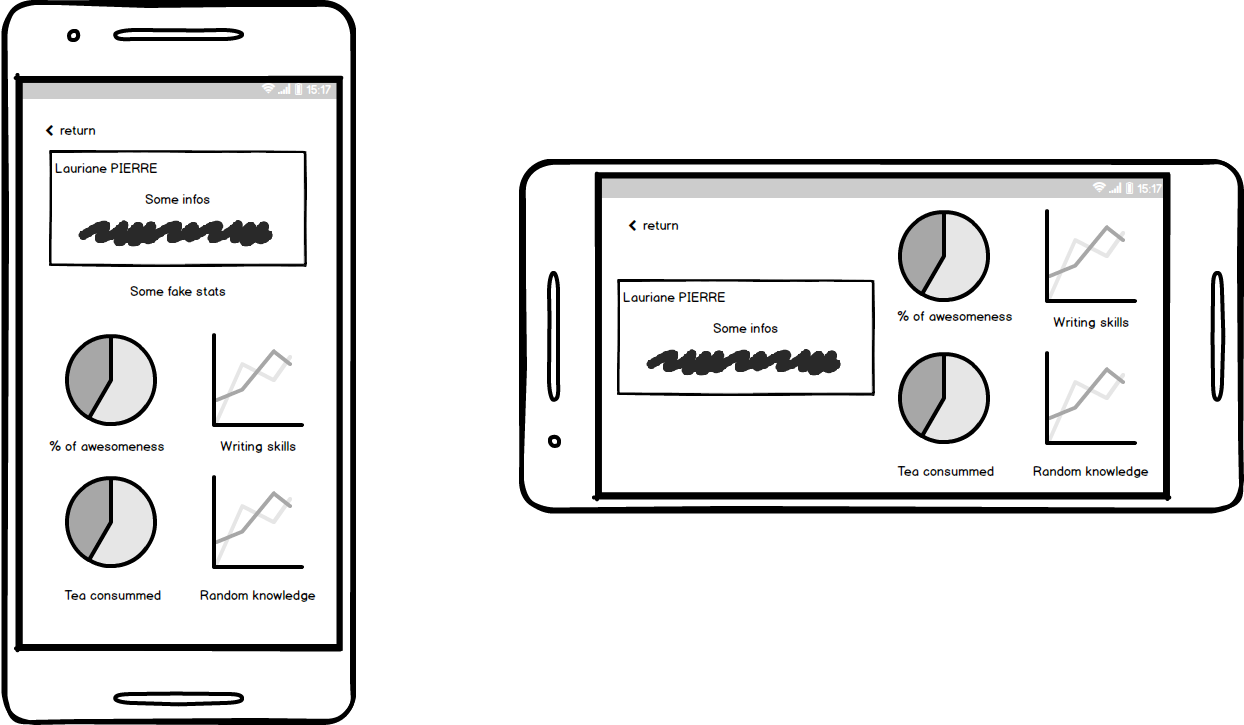 15:17
return
Lauriane PIERRE
Some infos
Some fake stats
% of awesomeness
Writing skills
Tea consummed
Random knowledge
15:17
return
Lauriane PIERRE
Some infos
% of awesomeness
Writing skills
Tea consummed
Random knowledge